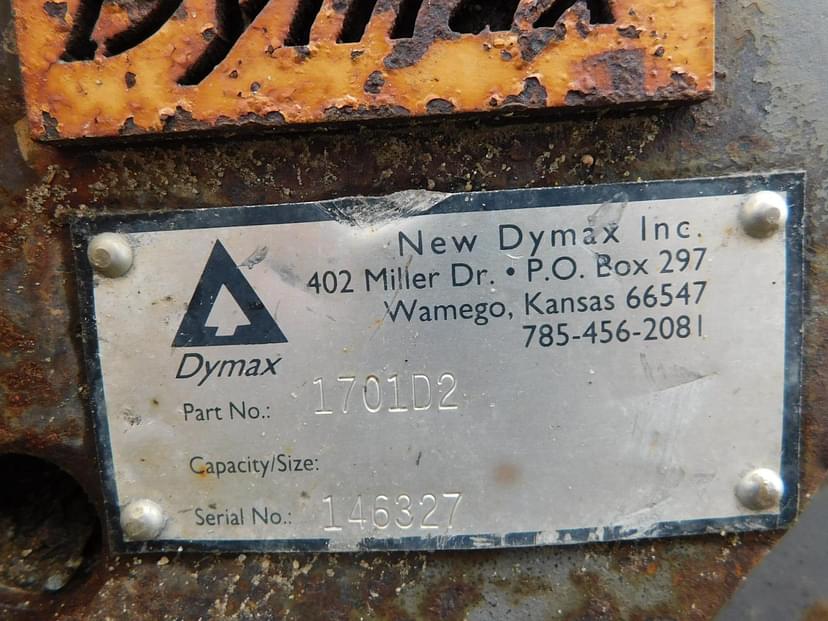 Dymax
New Dymax Inc.
402 Miller Dr. • P.O. Box 297
Wamego, Kansas 66547
785-456-2081
Dymax
Part No.: 1701D2
Capacity/Size:
Serial No.: 146327